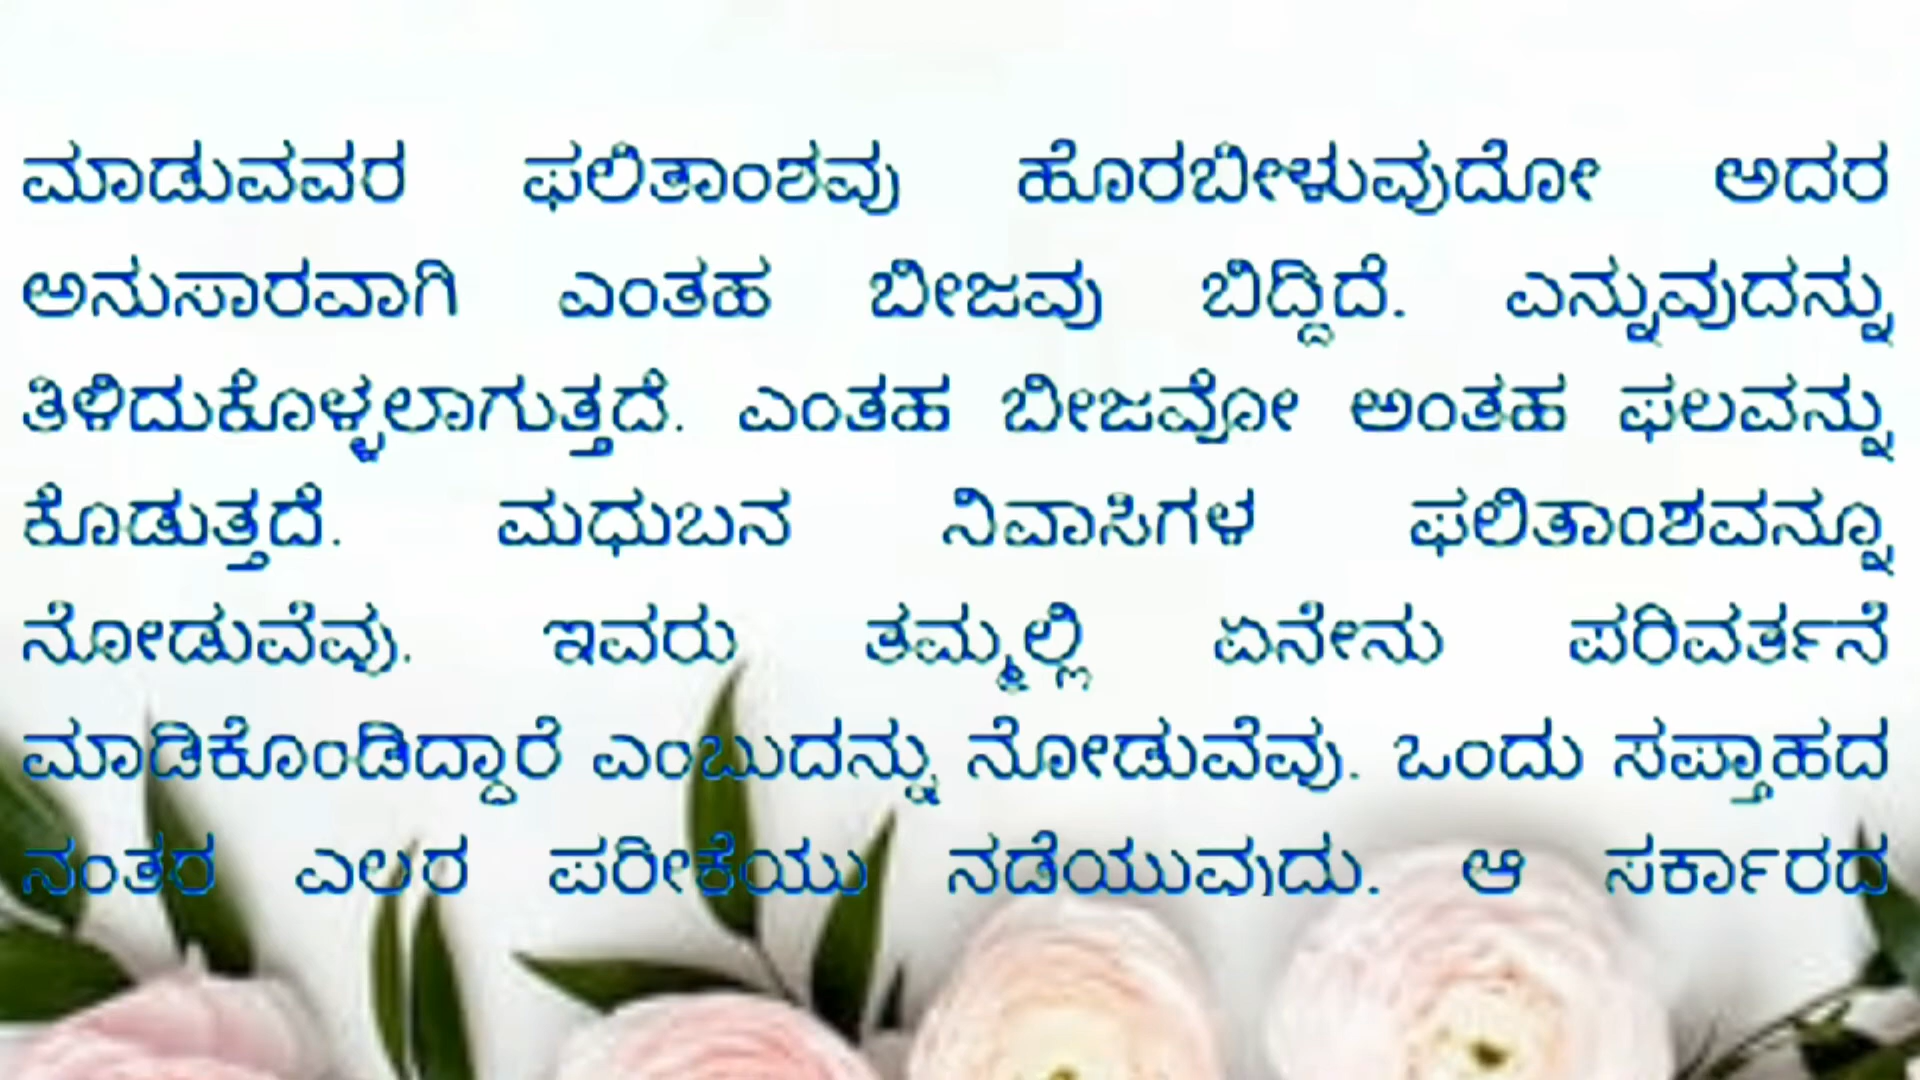 ಮಾಡುವವರ ಫಲಿತಾಂಶವು ಹೊರಬೀಳುವುದೋ ಅದರ
ಅನುಸಾರವಾಗಿ ಎಂತಹ ಬೀಜವು ಬಿದ್ದಿದೆ. ಎನ್ನುವುದನ್ನು
ತಿಳಿದುಕೊಳ್ಳಲಾಗುತ್ತದೆ. ಎಂತಹ ಬೀಜವೋ ಅಂತಹ ಫಲವನ್ನು
ಕೊಡುತ್ತದೆ. ಮಧುಬನ ನಿವಾಸಿಗಳ ಫಲಿತಾಂಶವನ್ನೂ
ನೋಡುವೆವು. ಇವರು ತಮ್ಮಲ್ಲಿ ಏನೇನು ಪರಿವರ್ತನೆ
ಮಾಡಿಕೊಂಡಿದ್ದಾರೆ ಎಂಬುದನ್ನು ನೋಡುವೆವು. ಒಂದು ಸಪ್ತಾಹದ
ನಂತರ ಎಲ್ಲರ ಪರೀಕ್ಷೆಯು ನಡೆಯುವುದು. ಆ ಸರ್ಕಾರದ